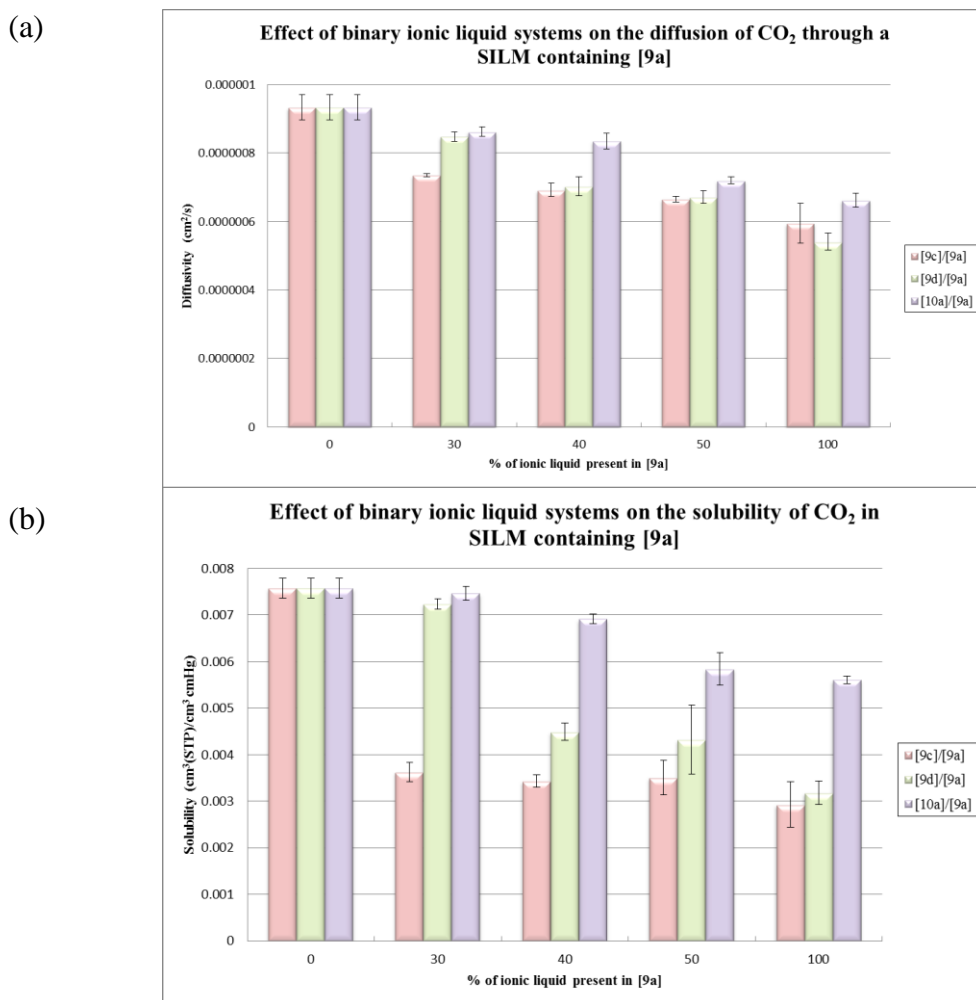 (a)
Effect of binary ionic liquid systems on the diffusion of CO₂ through a
SILM containing [9a]
0.000001
0.0000008
0.0000006
0.0000004
0.0000002
0
Diffusivity (cm²/s)
0 30 40 50 100
% of ionic liquid present in [9a]
[9c]/[9a]
[9d]/[9a]
[10a]/[9a]
(b)
Effect of binary ionic liquid systems on the solubility of CO₂ in
SILM containing [9a]
0.008
0.007
0.006
0.005
0.004
0.003
0.002
0.001
0
Solubility (cm³(STP)/cm³ cmHg)
0 30 40 50 100
% of ionic liquid present in [9a]
[9c]/[9a]
[9d]/[9a]
[10a]/[9a]